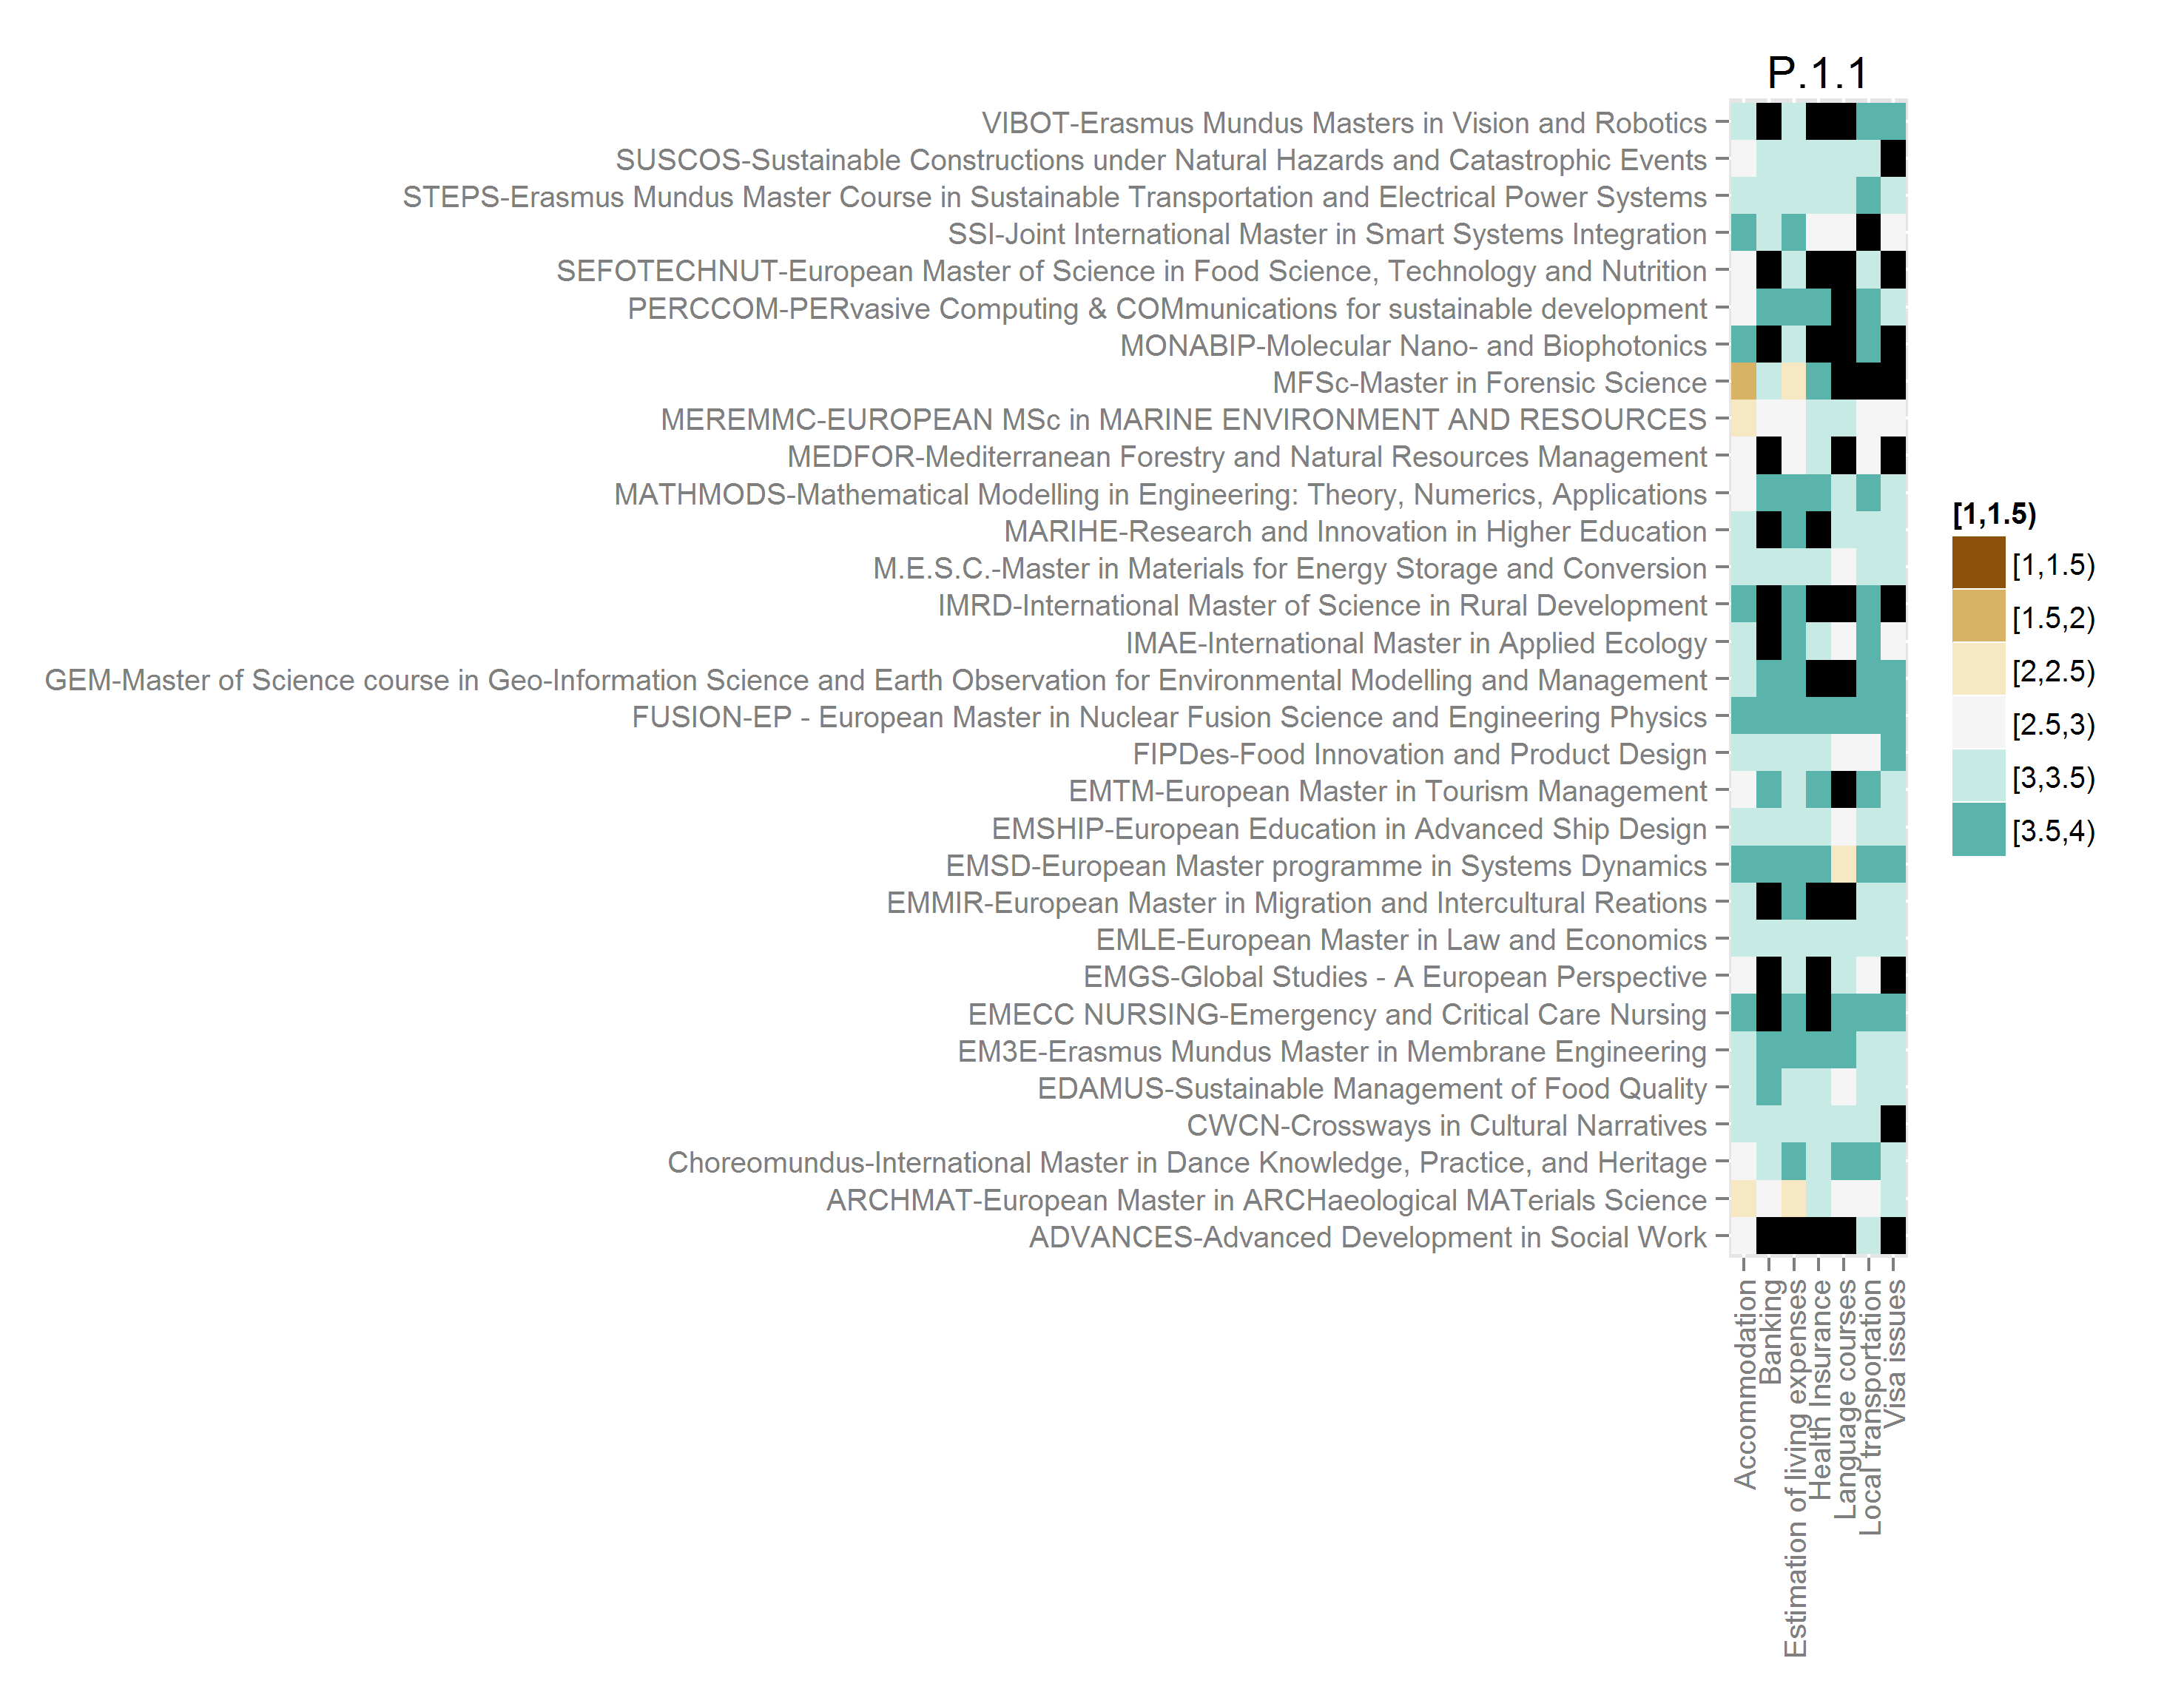 P.1.1
VIBOT-Erasmus Mundus Masters in Vision and Robotics
SUSCOS-Sustainable Constructions under Natural Hazards and Catastrophic Events
STEPS-Erasmus Mundus Master Course in Sustainable Transportation and Electrical Power Systems
SSI-Joint International Master in Smart Systems Integration
SEFOTECHNUT-European Master of Science in Food Science, Technology and Nutrition
PERCCOM-PERvasive Computing & COMmunications for sustainable development
MONABIP-Molecular Nano- and Biophotonics
MFSc-Master in Forensic Science
MEREMMC-EUROPEAN MSc in MARINE ENVIRONMENT AND RESOURCES
MEDFOR-Mediterranean Forestry and Natural Resources Management
MATHMODS-Mathematical Modelling in Engineering: Theory, Numerics, Applications
MARIHE-Research and Innovation in Higher Education
M.E.S.C.-Master in Materials for Energy Storage and Conversion
IMRD-International Master of Science in Rural Development
IMAE-International Master in Applied Ecology
GEM-Master of Science course in Geo-Information Science and Earth Observation for Environmental Modelling and Management
FUSION-EP - European Master in Nuclear Fusion Science and Engineering Physics
FIPDes-Food Innovation and Product Design
EMTM-European Master in Tourism Management
EMSHIP-European Education in Advanced Ship Design
EMSD-European Master programme in Systems Dynamics
EMMIR-European Master in Migration and Intercultural Reations
EMLE-European Master in Law and Economics
EMGS-Global Studies - A European Perspective
EMECC NURSING-Emergency and Critical Care Nursing
EM3E-Erasmus Mundus Master in Membrane Engineering
EDAMUS-Sustainable Management of Food Quality
CWCN-Crossways in Cultural Narratives
Choreomundus-International Master in Dance Knowledge, Practice, and Heritage
ARCHMAT-European Master in ARCHaeological MATerials Science
ADVANCES-Advanced Development in Social Work
Accommodation
Banking
Estimation of living expenses
Health Insurance
Language courses
Local transportation
Visa issues
[1,1.5)
[1,1.5)
[1.5,2)
[2,2.5)
[2.5,3)
[3,3.5)
[3.5,4)